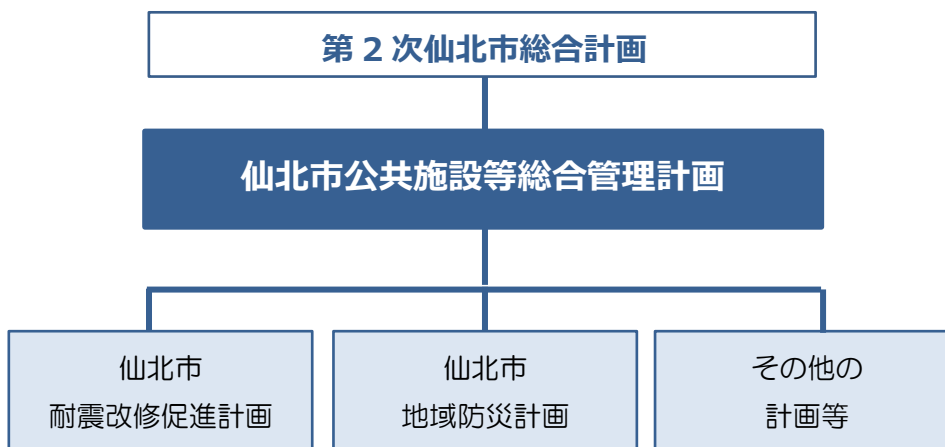 第2次仙北市総合計画
仙北市公共施設等総合管理計画
仙北市
耐震改修促進計画
仙北市
地域防災計画
その他の
計画等